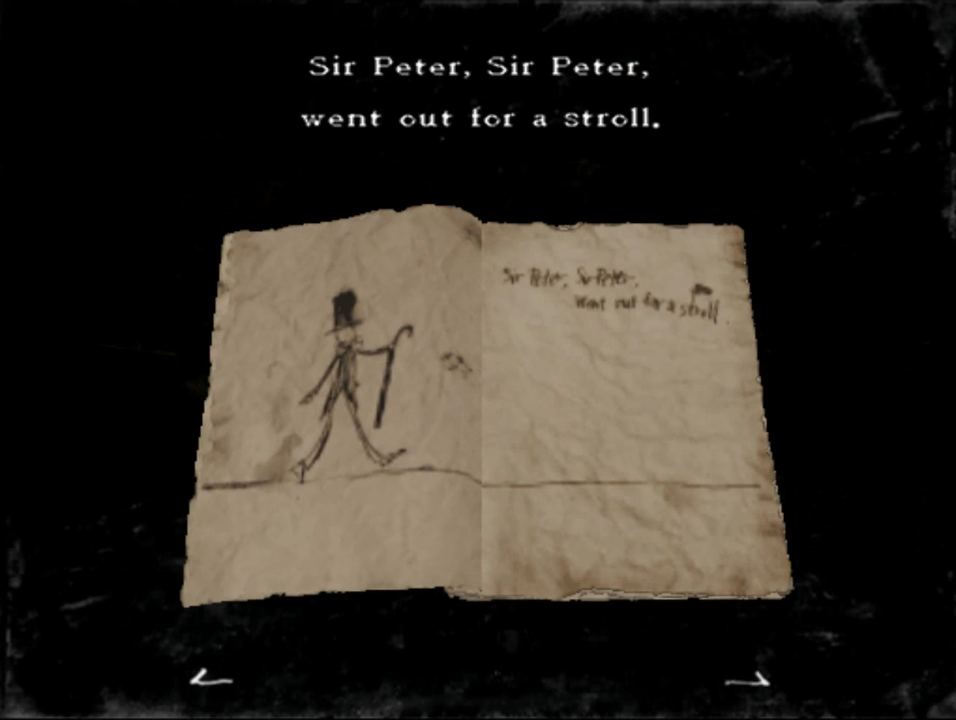 Sir Peter, Sir Peter,
went out for a stroll.
Sir Peter, Sir Peter,
went out for a stroll.